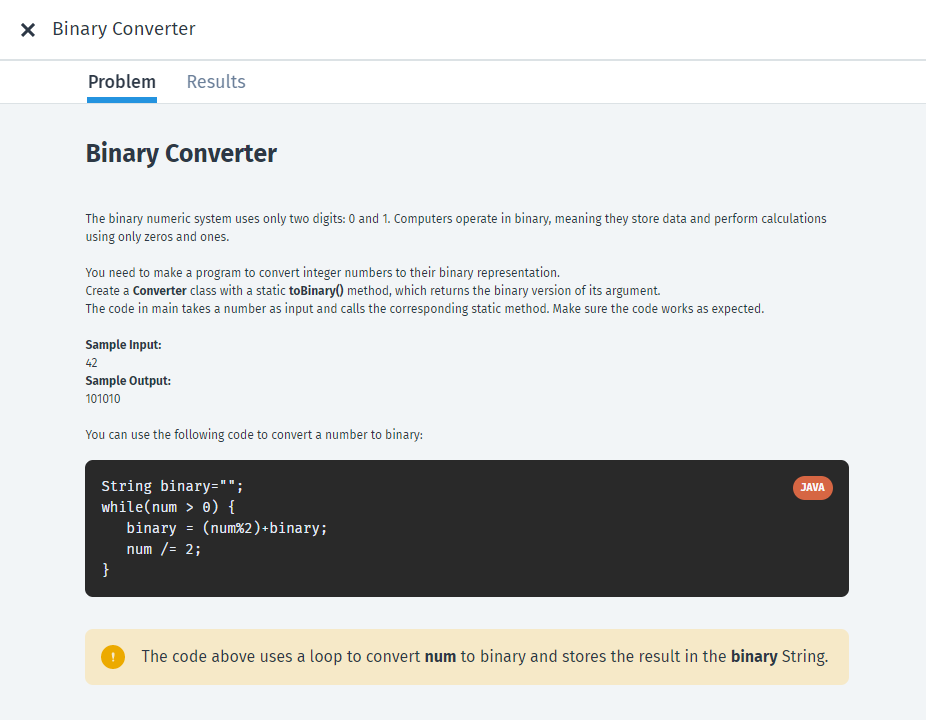 Binary Converter
Problem Results
Binary Converter
The binary numeric system uses only two digits: 0 and 1. Computers operate in binary, meaning they store data and perform calculations
using only zeros and ones.
You need to make a program to convert integer numbers to their binary representation.
Create a Converter class with a static toBinary() method, which returns the binary version of its argument.
The code in main takes a number as input and calls the corresponding static method. Make sure the code works as expected.
Sample Input:
42
Sample Output:
101010
You can use the following code to convert a number to binary:
JAVA
String binary="";
while(num > 0) {
   binary = (num%2)+binary;
   num /= 2;
}
! The code above uses a loop to convert num to binary and stores the result in the binary String.